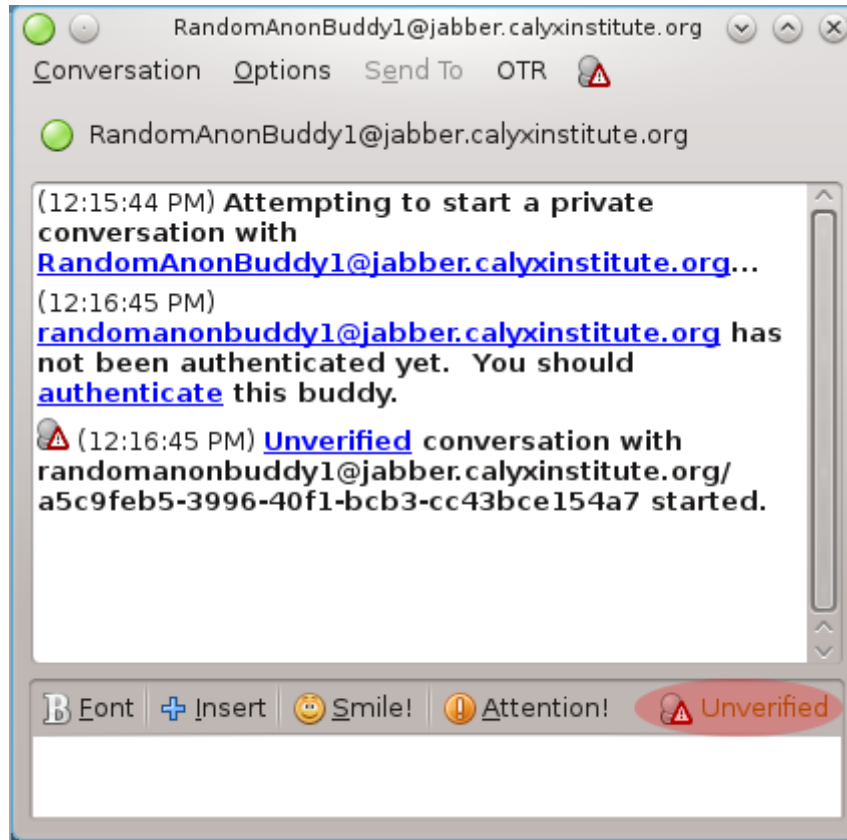 RandomAnonBuddy1@jabber.calyxinstitute.org
Conversation Options Send To OTR
RandomAnonBuddy1@jabber.calyxinstitute.org
(12:15:44 PM) Attempting to start a private
conversation with
RandomAnonBuddy1@jabber.calyxinstitute.org...
(12:16:45 PM)
randomanonbuddy1@jabber.calyxinstitute.org has
not been authenticated yet. You should
authenticate this buddy.
(12:16:45 PM) Unverified conversation with
randomanonbuddy1@jabber.calyxinstitute.org/
a5c9feb5-3996-40f1-bcb3-cc43bce154a7 started.
Font Insert Smile! Attention! Unverified